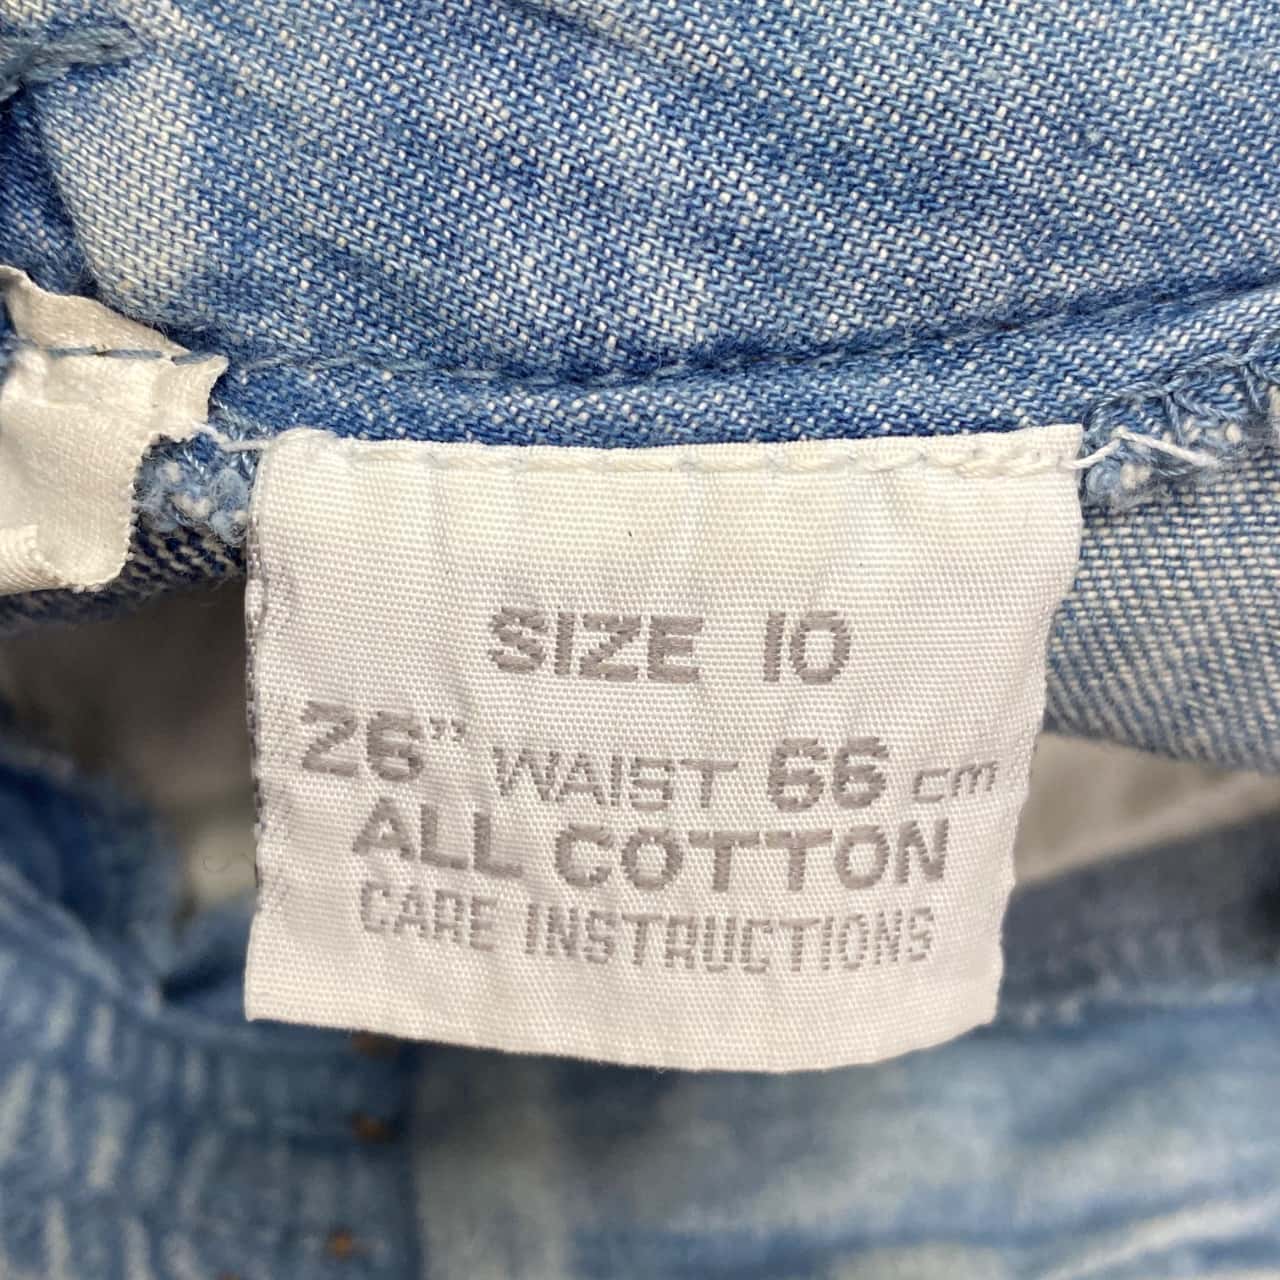 SIZE 10
26" WAIST 66 cm
ALL COTTON
CARE INSTRUCTIONS